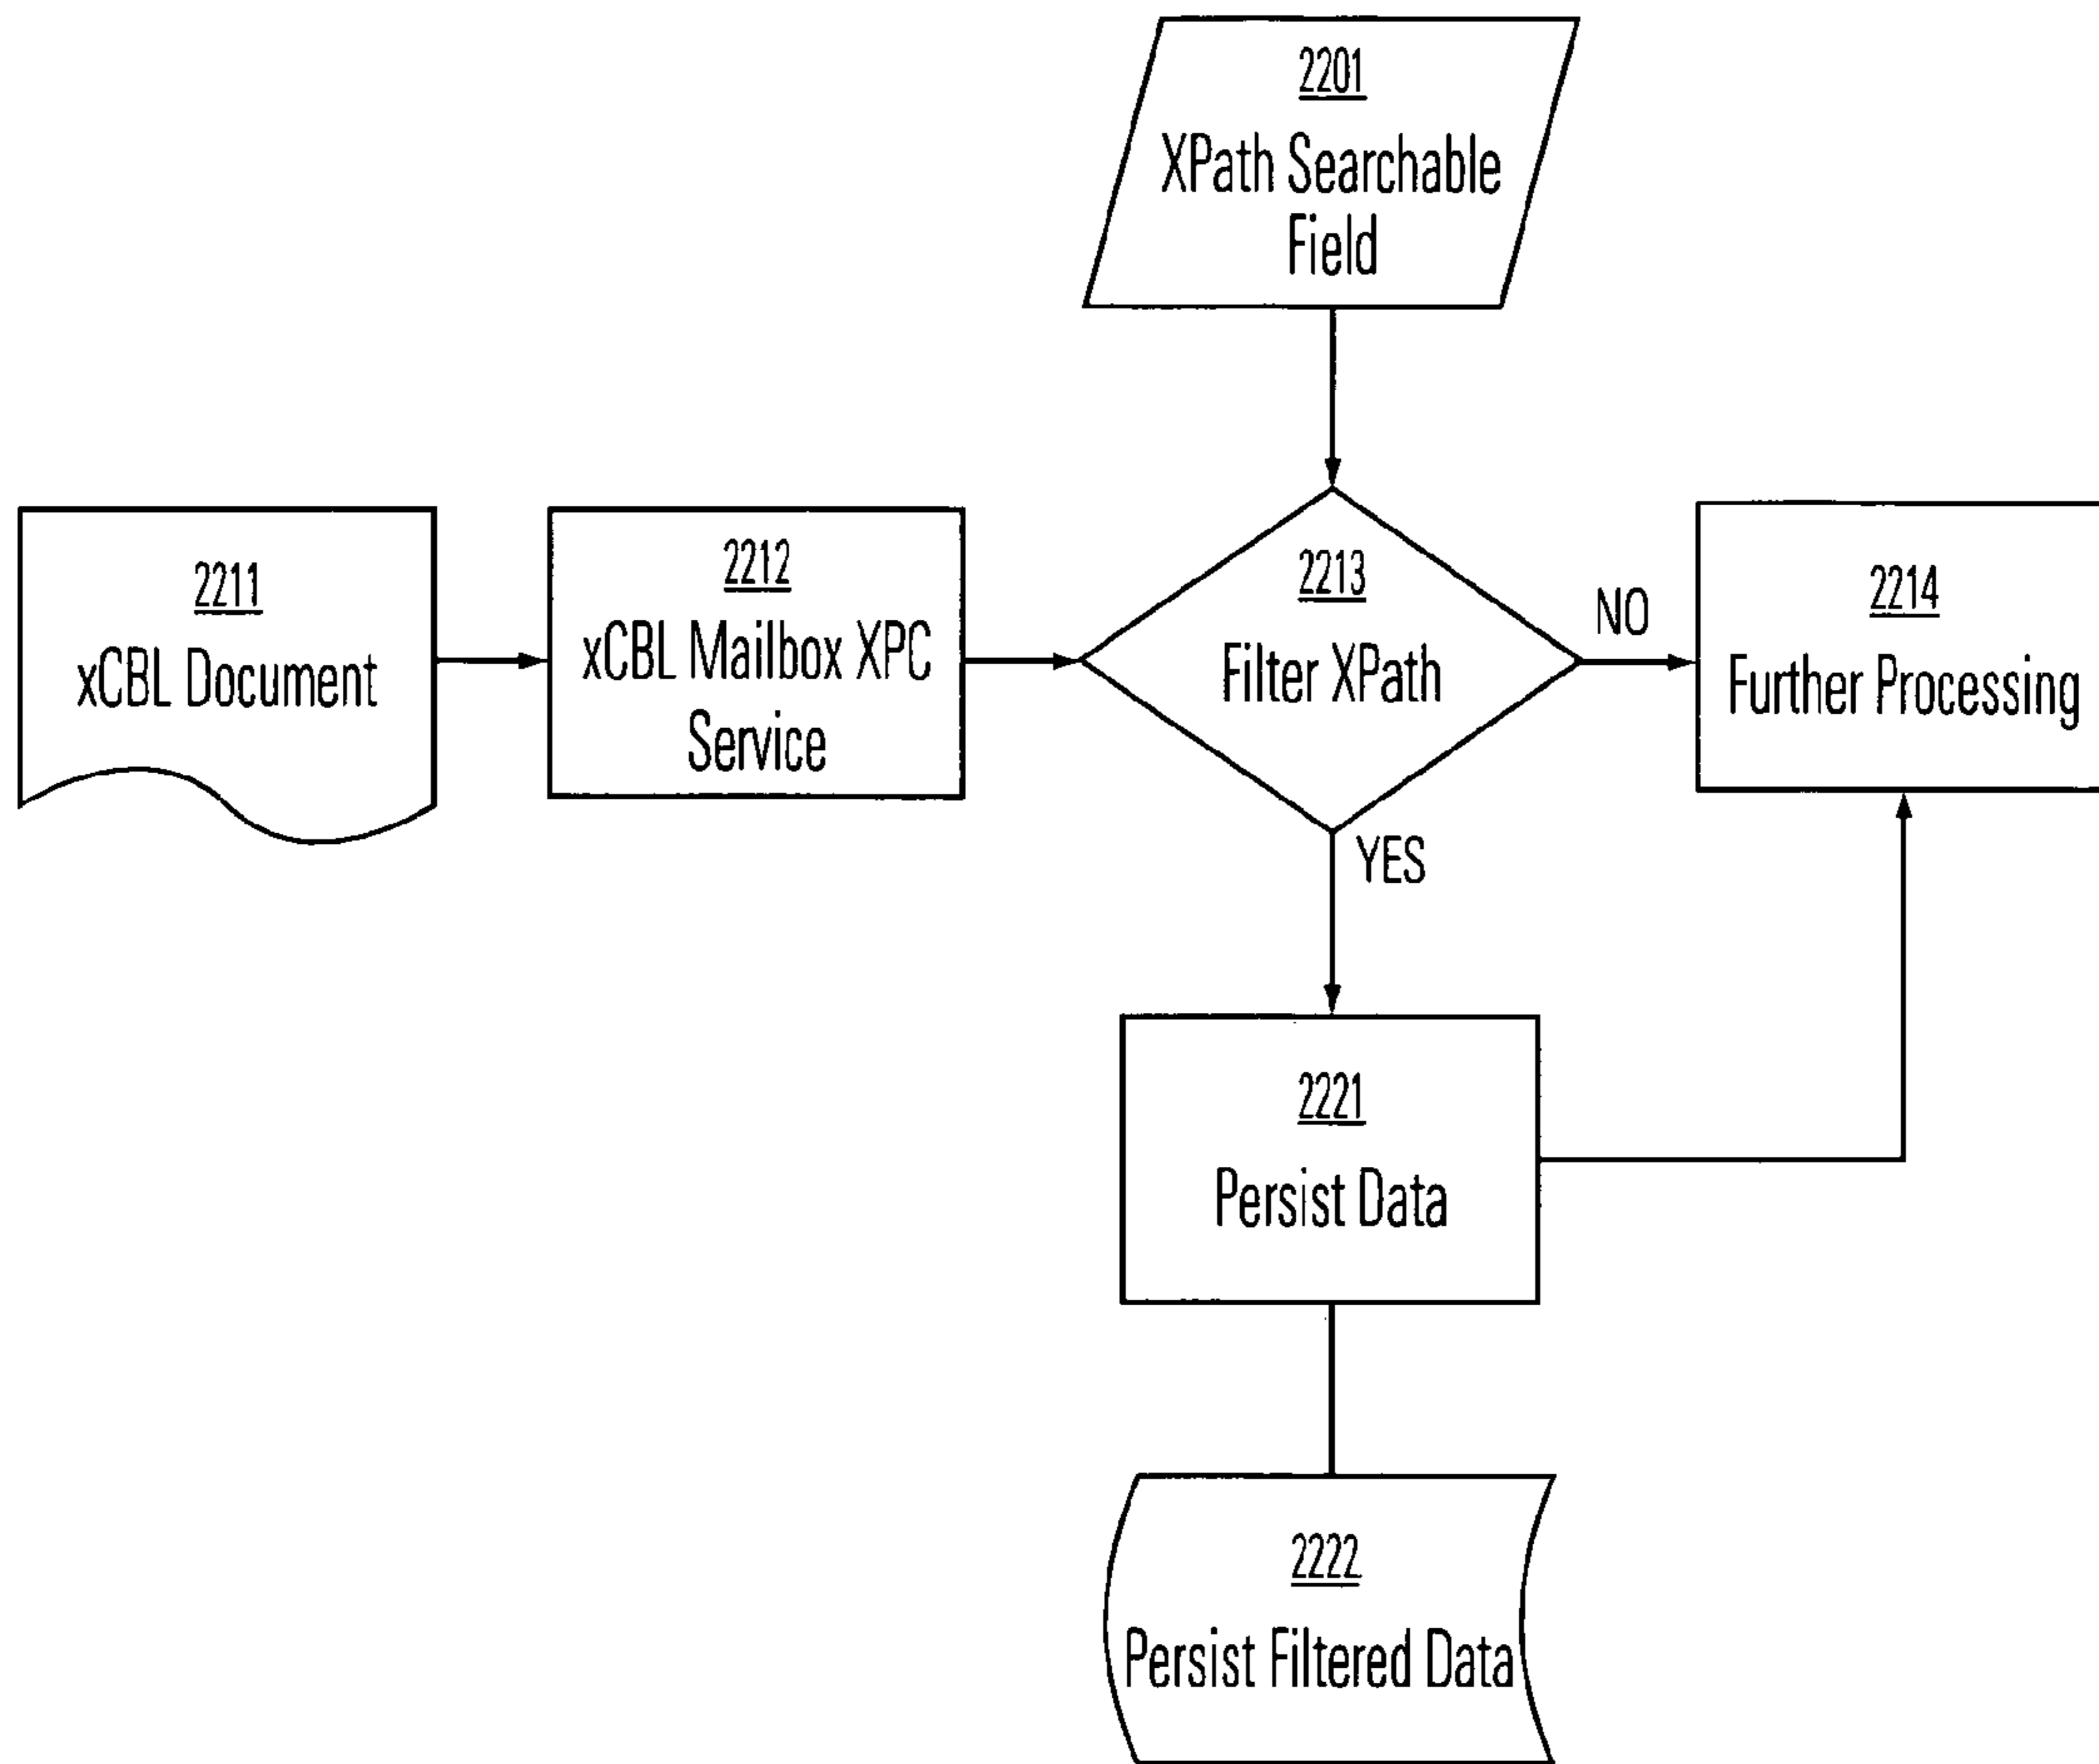 2201
XPath Searchable
Field
2211
xCBL Document
2212
xCBL Mailbox XPC
Service
2213
Filter XPath
NO
2214
Further Processing
YES
2221
Persist Data
2222
Persist Filtered Data